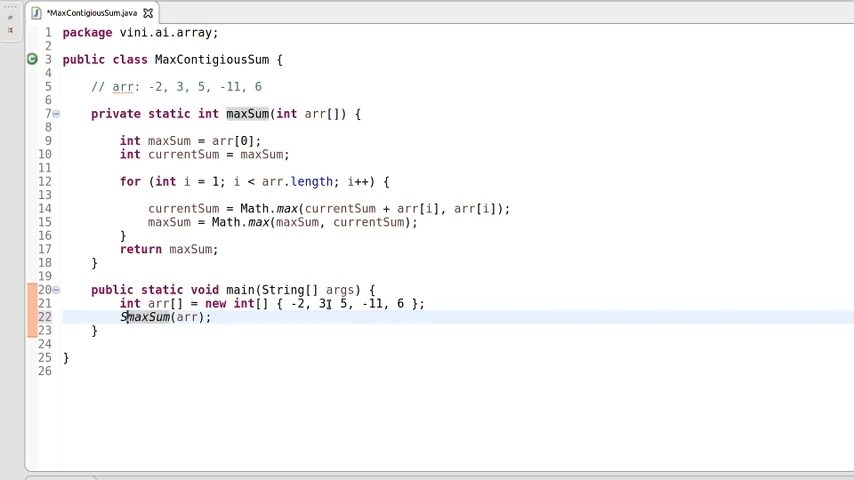 *MaxContigiousSum.java
1 package vini.ai.array;
2
3 public class MaxContigiousSum {
4
5 // arr: -2, 3, 5, -11, 6
6
7 private static int maxSum(int arr[]) {
8
9 int maxSum = arr[0];
10 int currentSum = maxSum;
11
12 for (int i = 1; i < arr.length; i++) {
13
14 currentSum = Math.max(currentSum + arr[i], arr[i]);
15 maxSum = Math.max(maxSum, currentSum);
16 }
17 return maxSum;
18 }
19
20 public static void main(String[] args) {
21 int arr[] = new int[] { -2, 3, 5, -11, 6 };
22 SmaxSum(arr);
23 }
24
25 }
26